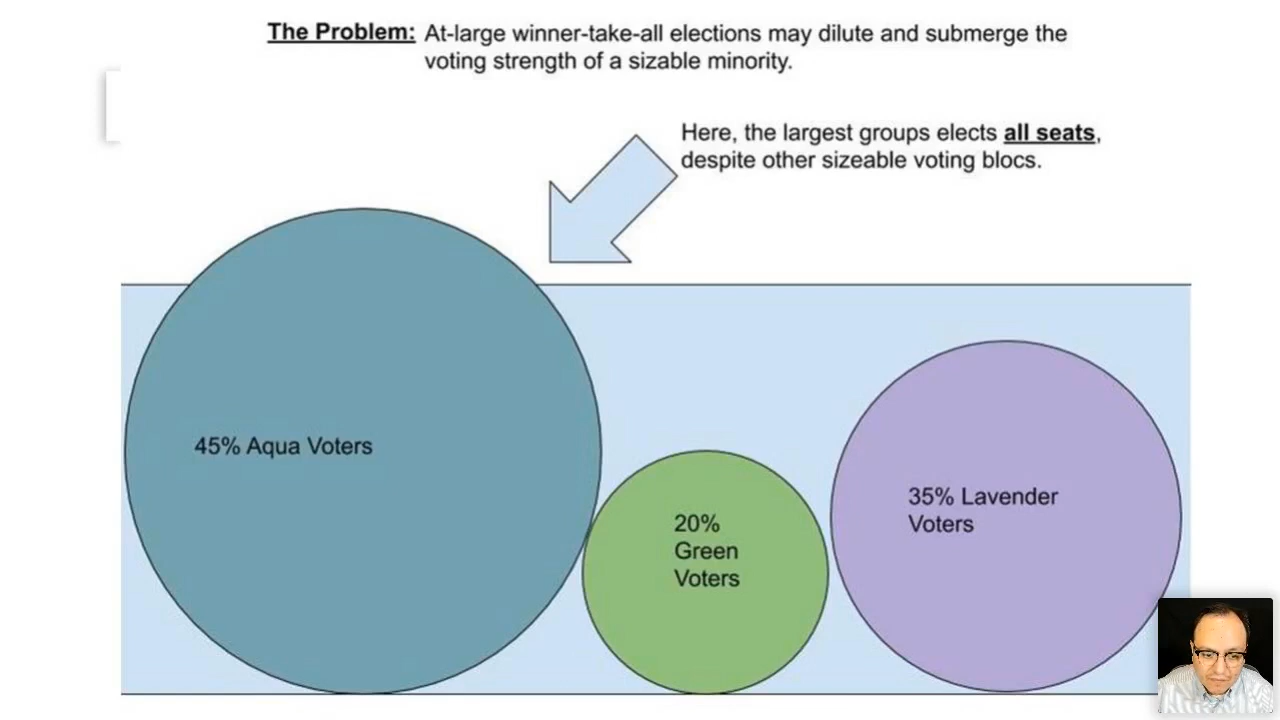 The Problem: At-large winner-take-all elections may dilute and submerge the
voting strength of a sizable minority.
Here, the largest groups elects all seats,
despite other sizeable voting blocs.
45% Aqua Voters
20%
Green
Voters
35% Lavender
Voters